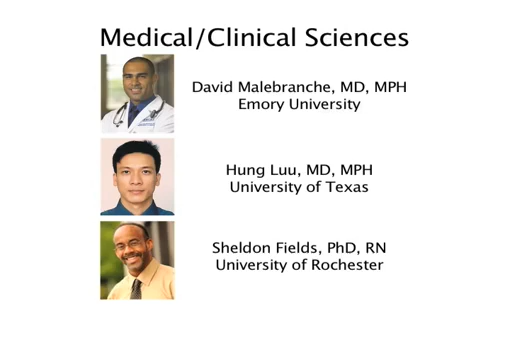 Medical/Clinical Sciences
David Malebranche, MD, MPH
Emory University
Hung Luu, MD, MPH
University of Texas
Sheldon Fields, PhD, RN
University of Rochester